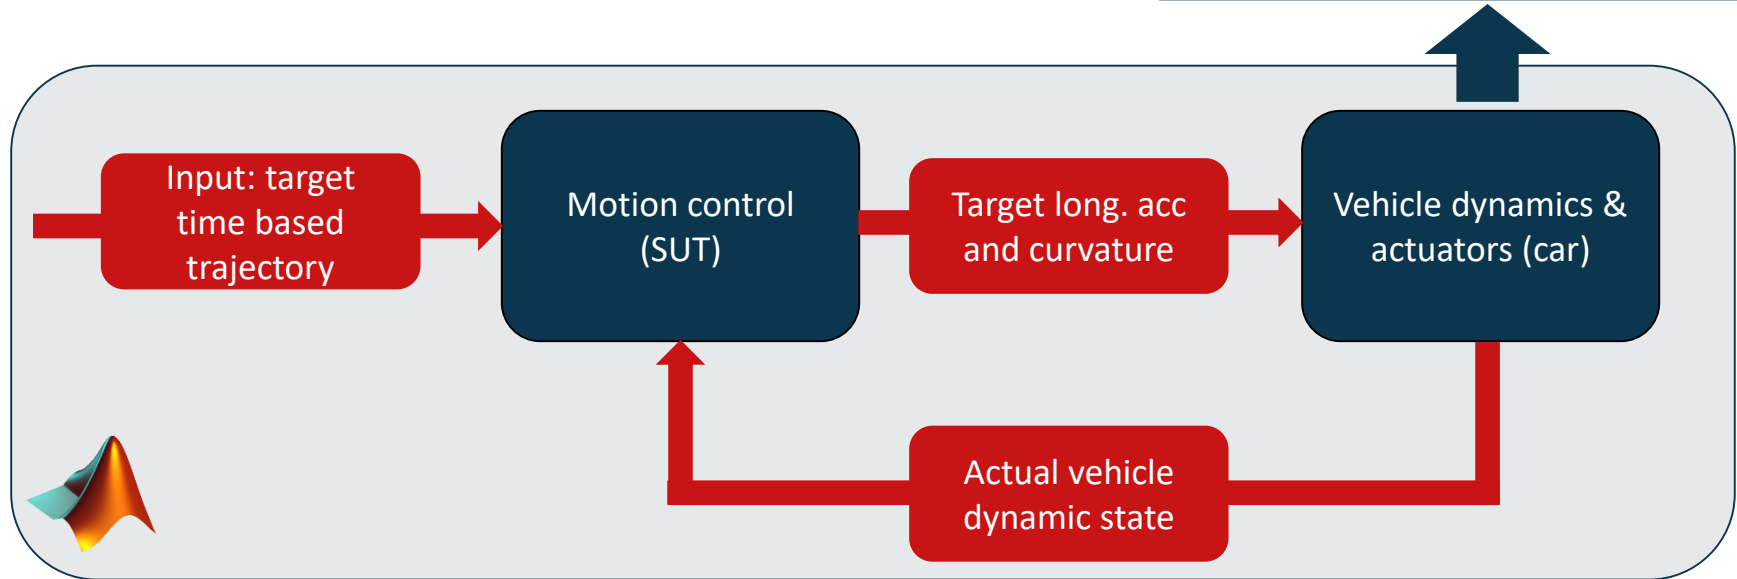 Input: target
time based
trajectory
Motion control
(SUT)
Target long. acc
and curvature
Vehicle dynamics &
actuators (car)
Actual vehicle
dynamic state